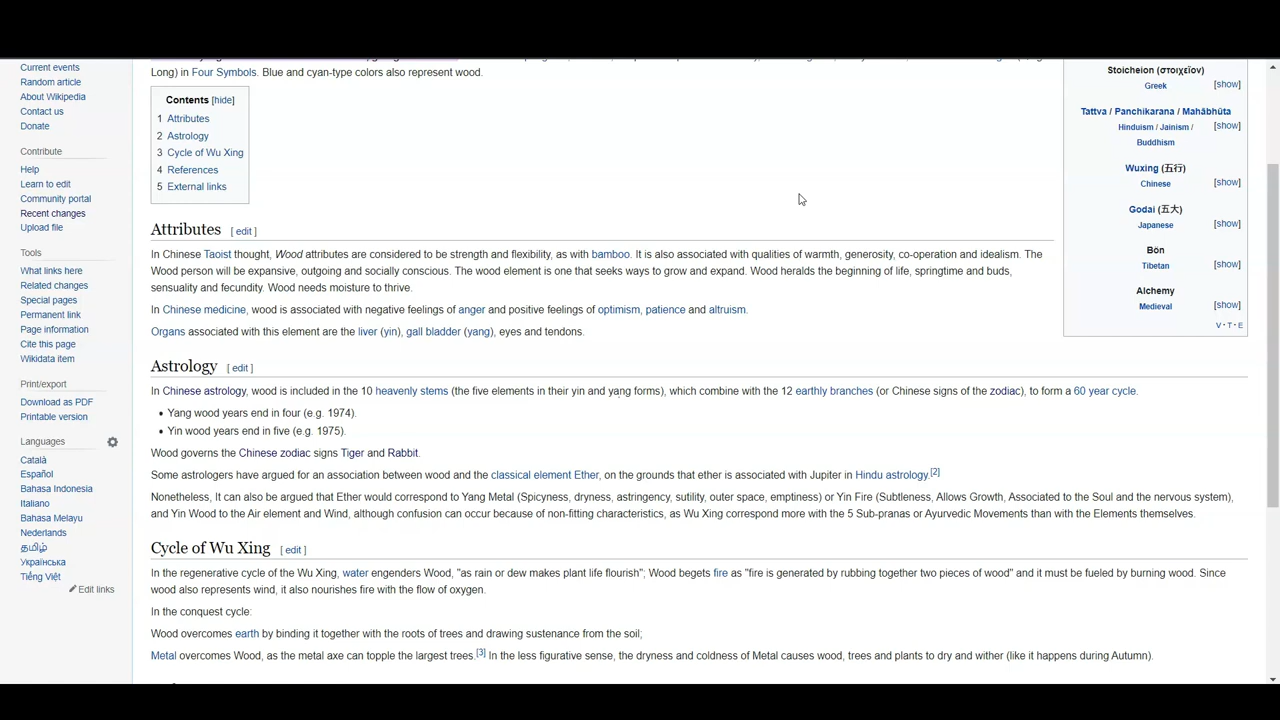 Current events
Random article
About Wikipedia
Contact us
Donate
Contribute
Help
Learn to edit
Community portal
Recent changes
Upload file
Tools
What links here
Related changes
Special pages
Permanent link
Page information
Cite this page
Wikidata item
Print/export
Download as PDF
Printable version
Languages
Català
Español
Bahasa Indonesia
Italiano
Bahasa Melayu
Nederlands
தமிழ்
Українська
Tiếng Việt
Edit links
Long) in Four Symbols. Blue and cyan-type colors also represent wood.
Contents [hide]
1 Attributes
2 Astrology
3 Cycle of Wu Xing
4 References
5 External links
Attributes [ edit ]
In Chinese Taoist thought, Wood attributes are considered to be strength and flexibility, as with bamboo. It is also associated with qualities of warmth, generosity, co-operation and idealism. The
Wood person will be expansive, outgoing and socially conscious. The wood element is one that seeks ways to grow and expand. Wood heralds the beginning of life, springtime and buds,
sensuality and fecundity. Wood needs moisture to thrive.
In Chinese medicine, wood is associated with negative feelings of anger and positive feelings of optimism, patience and altruism.
Organs associated with this element are the liver (yin), gall bladder (yang), eyes and tendons.
Astrology [ edit ]
In Chinese astrology, wood is included in the 10 heavenly stems (the five elements in their yin and yang forms), which combine with the 12 earthly branches (or Chinese signs of the zodiac), to form a 60 year cycle.
• Yang wood years end in four (e.g. 1974).
• Yin wood years end in five (e.g. 1975).
Wood governs the Chinese zodiac signs Tiger and Rabbit.
Some astrologers have argued for an association between wood and the classical element Ether, on the grounds that ether is associated with Jupiter in Hindu astrology.[2]
Nonetheless, It can also be argued that Ether would correspond to Yang Metal (Spicyness, dryness, astringency, sutility, outer space, emptiness) or Yin Fire (Subtleness, Allows Growth, Associated to the Soul and the nervous system),
and Yin Wood to the Air element and Wind, although confusion can occur because of non-fitting characteristics, as Wu Xing correspond more with the 5 Sub-pranas or Ayurvedic Movements than with the Elements themselves.
Cycle of Wu Xing [ edit ]
In the regenerative cycle of the Wu Xing, water engenders Wood, "as rain or dew makes plant life flourish"; Wood begets fire as "fire is generated by rubbing together two pieces of wood" and it must be fueled by burning wood. Since
wood also represents wind, it also nourishes fire with the flow of oxygen.
In the conquest cycle:
Wood overcomes earth by binding it together with the roots of trees and drawing sustenance from the soil;
Metal overcomes Wood, as the metal axe can topple the largest trees.[3] In the less figurative sense, the dryness and coldness of Metal causes wood, trees and plants to dry and wither (like it happens during Autumn).
Stoicheion (στοιχεῖον)
Greek [show]
Tattva / Panchikarana / Mahābhūta
Hinduism / Jainism / [show]
Buddhism
Wuxing (五行)
Chinese [show]
Godai (五大)
Japanese [show]
Bön
Tibetan [show]
Alchemy
Medieval [show]
V · T · E